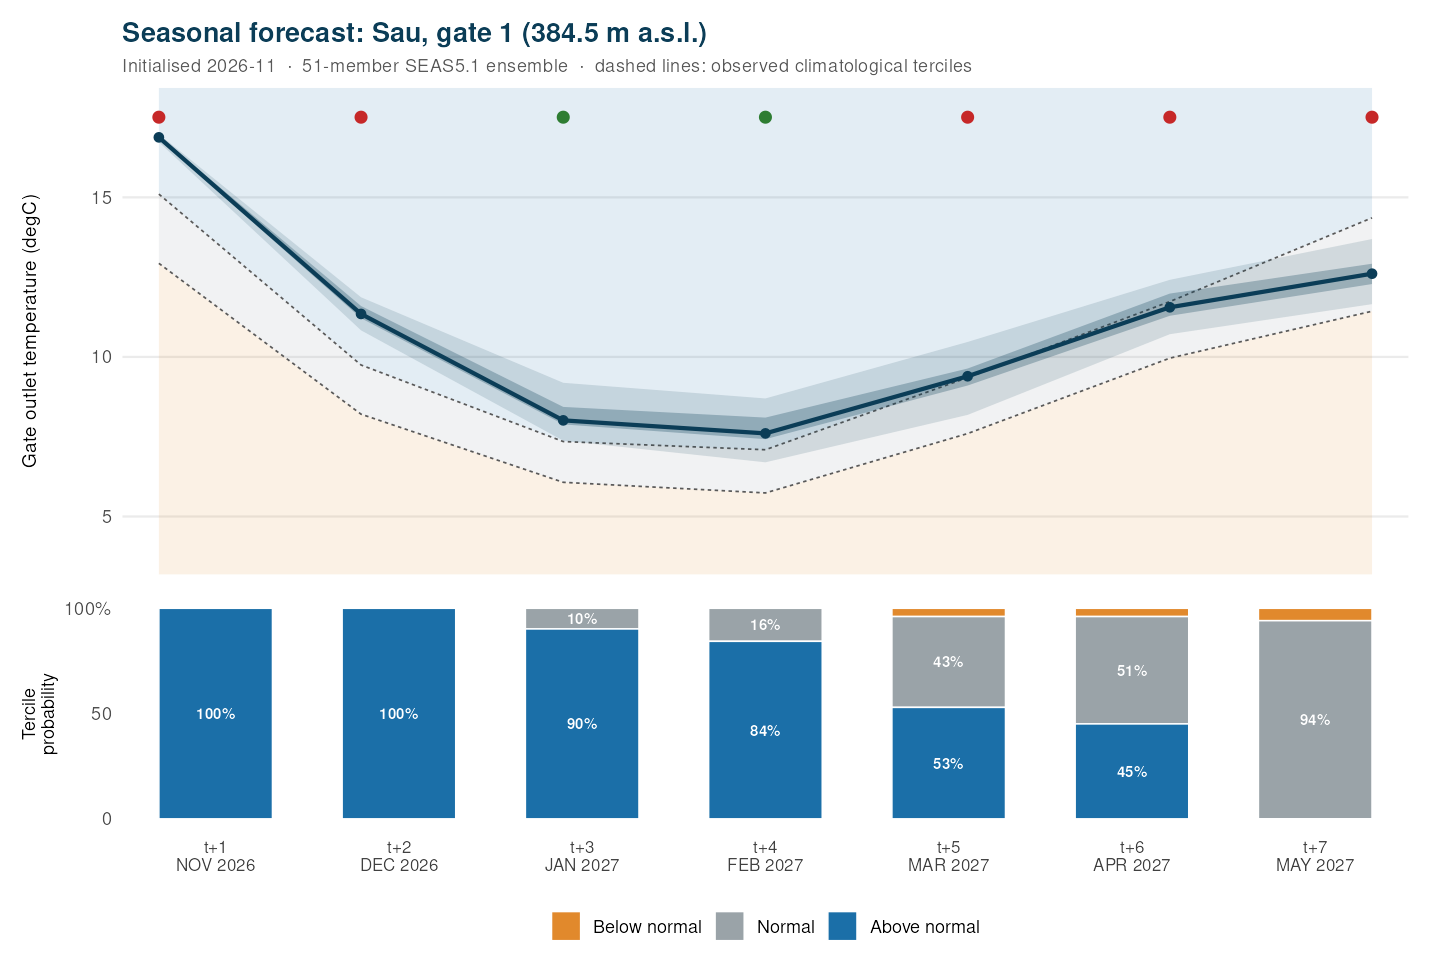 Seasonal forecast: Sau, gate 1 (384.5 m a.s.l.)
Initialised 2026-11 · 51-member SEAS5.1 ensemble · dashed lines: observed climatological terciles
Gate outlet temperature (degC)
15
10
5
Tercile
probability
100%
50
0
100%
100%
10%
90%
16%
84%
43%
53%
51%
45%
94%
t+1
NOV 2026
t+2
DEC 2026
t+3
JAN 2027
t+4
FEB 2027
t+5
MAR 2027
t+6
APR 2027
t+7
MAY 2027
Below normal
Normal
Above normal